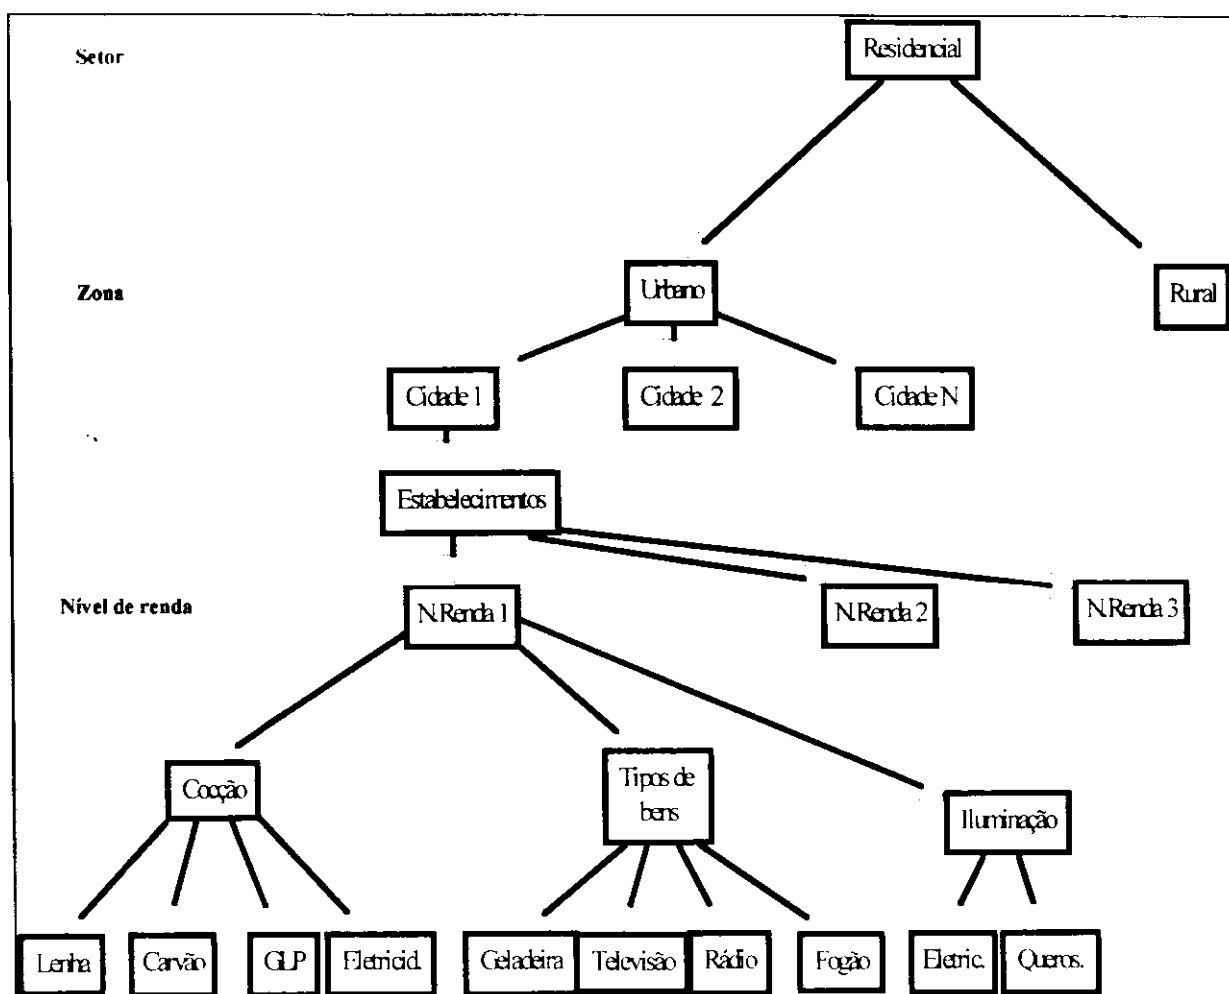 Setor
Residencial
Zona
Urbano
Rural
Cidade 1
Cidade 2
Cidade N
Estabelecimentos
Nível de renda
N.Renda 1
N.Renda 2
N.Renda 3
Cocção
Tipos de
bens
Iluminação
Lenha
Carvão
GLP
Eletricid.
Geladeira
Televisão
Rádio
Fogão
Eletric.
Queros.